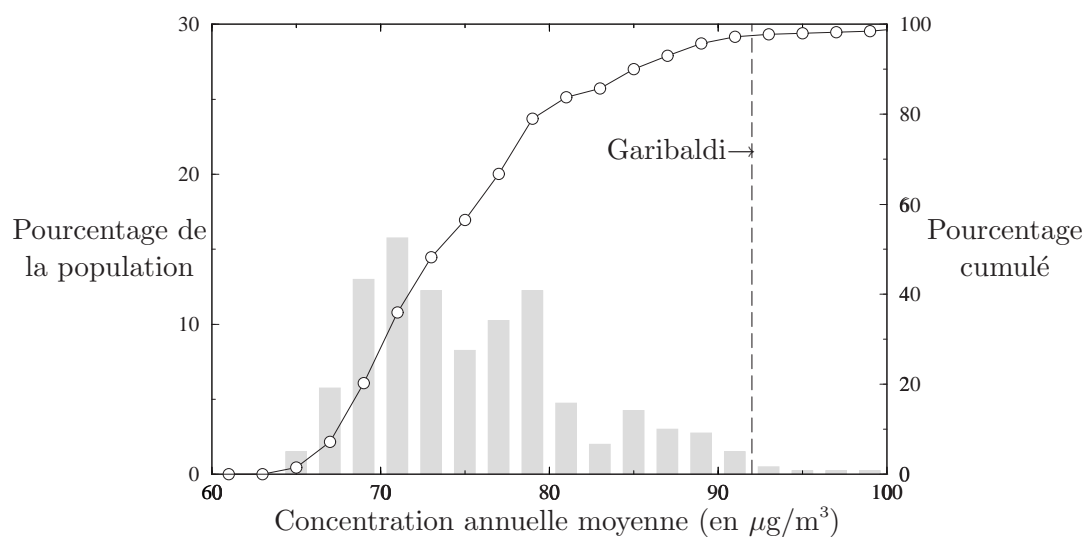 30
20
10
0
Pourcentage de
la population
60
70
80
90
100
Concentration annuelle moyenne (en μg/m³)
Garibaldi→
100
80
60
40
20
0
Pourcentage
cumulé